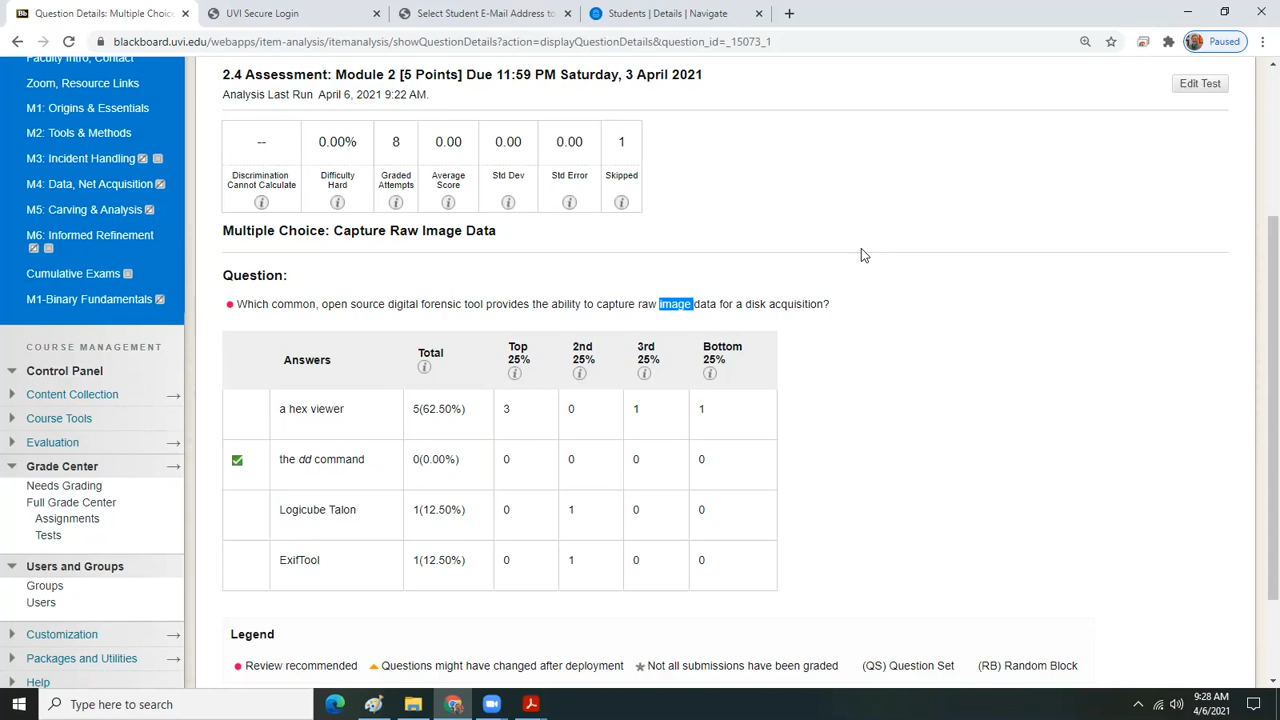 Question Details: Multiple Choic
UVI Secure Login
Select Student E-Mail Address to
Students | Details | Navigate
blackboard.uvi.edu/webapps/item-analysis/itemanalysis/showQuestionDetails?action=displayQuestionDetails&question_id=_15073_1
Paused
Faculty Intro, Contact
Zoom, Resource Links
M1: Origins & Essentials
M2: Tools & Methods
M3: Incident Handling
M4: Data, Net Acquisition
M5: Carving & Analysis
M6: Informed Refinement
Cumulative Exams
M1-Binary Fundamentals
COURSE MANAGEMENT
Control Panel
Content Collection
Course Tools
Evaluation
Grade Center
Needs Grading
Full Grade Center
Assignments
Tests
Users and Groups
Groups
Users
Customization
Packages and Utilities
Help
2.4 Assessment: Module 2 [5 Points] Due 11:59 PM Saturday, 3 April 2021
Analysis Last Run April 6, 2021 9:22 AM.
Edit Test
-- 0.00% 8 0.00 0.00 0.00 1
Discrimination Cannot Calculate
Difficulty Hard
Graded Attempts
Average Score
Std Dev
Std Error
Skipped
Multiple Choice: Capture Raw Image Data
Question:
Which common, open source digital forensic tool provides the ability to capture raw image data for a disk acquisition?
Answers Total Top 25% 2nd 25% 3rd 25% Bottom 25%
a hex viewer 5(62.50%) 3 0 1 1
the dd command 0(0.00%) 0 0 0 0
Logicube Talon 1(12.50%) 0 1 0 0
ExifTool 1(12.50%) 0 1 0 0
Legend
Review recommended Questions might have changed after deployment Not all submissions have been graded (QS) Question Set (RB) Random Block
Type here to search
9:28 AM
4/6/2021